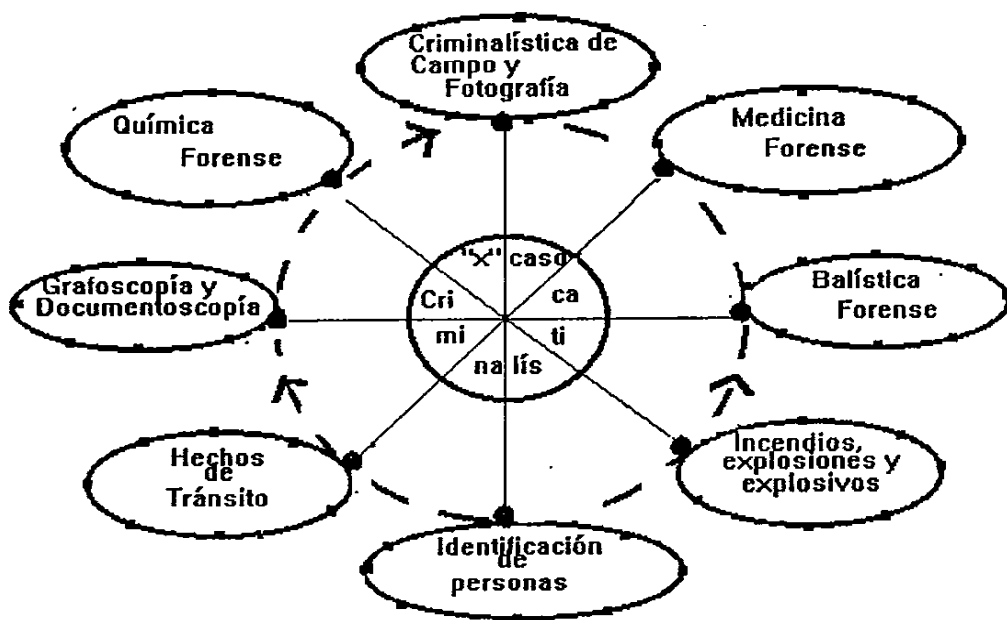 Criminalística de
Campo y
Fotografía
Química
Forense
Medicina
Forense
"x" caso
Cri
ca
mi
ti
na lís
Grafoscopía y
Documentoscopía
Balística
Forense
Hechos
de
Tránsito
Incendios,
explosiones y
explosivos
Identificación
de
personas